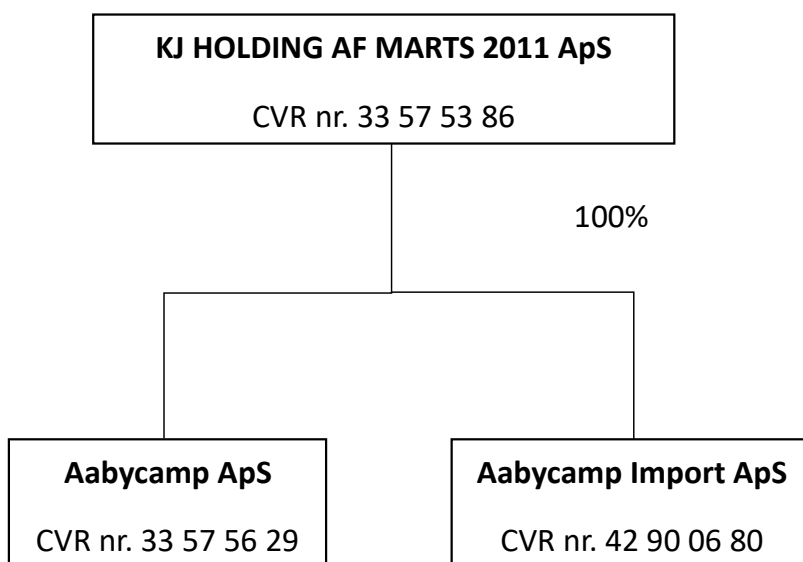 KJ HOLDING AF MARTS 2011 ApS
CVR nr. 33 57 53 86
100%
Aabycamp ApS
CVR nr. 33 57 56 29
Aabycamp Import ApS
CVR nr. 42 90 06 80